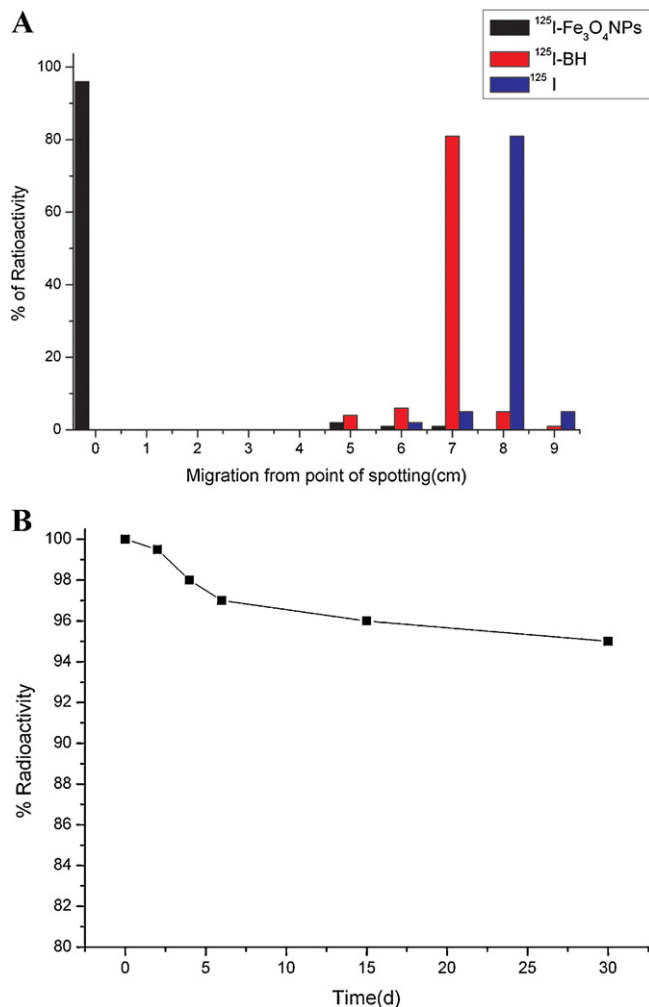 A
¹²⁵I-Fe₃O₄NPs
¹²⁵I-BH
¹²⁵I
100
80
60
40
20
0
% of Ratioactivity
0 1 2 3 4 5 6 7 8 9
Migration from point of spotting(cm)
B
100
98
96
94
92
90
88
86
84
82
80
% Radioactivity
0 5 10 15 20 25 30
Time(d)